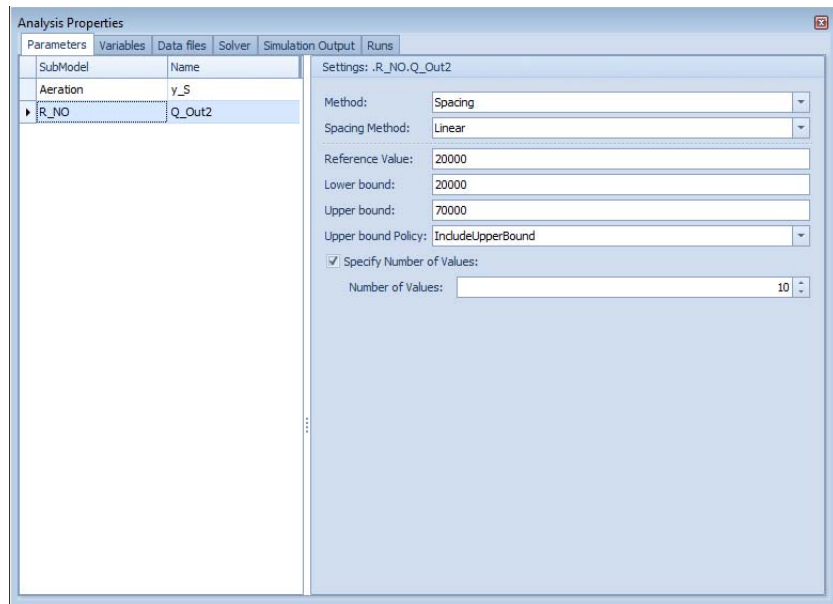 Analysis Properties
Parameters Variables Data files Solver Simulation Output Runs
SubModel Name
Aeration y_S
R_NO Q_Out2
Settings: .R_NO.Q_Out2
Method: Spacing
Spacing Method: Linear
Reference Value: 20000
Lower bound: 20000
Upper bound: 70000
Upper bound Policy: IncludeUpperBound
Specify Number of Values:
Number of Values: 10